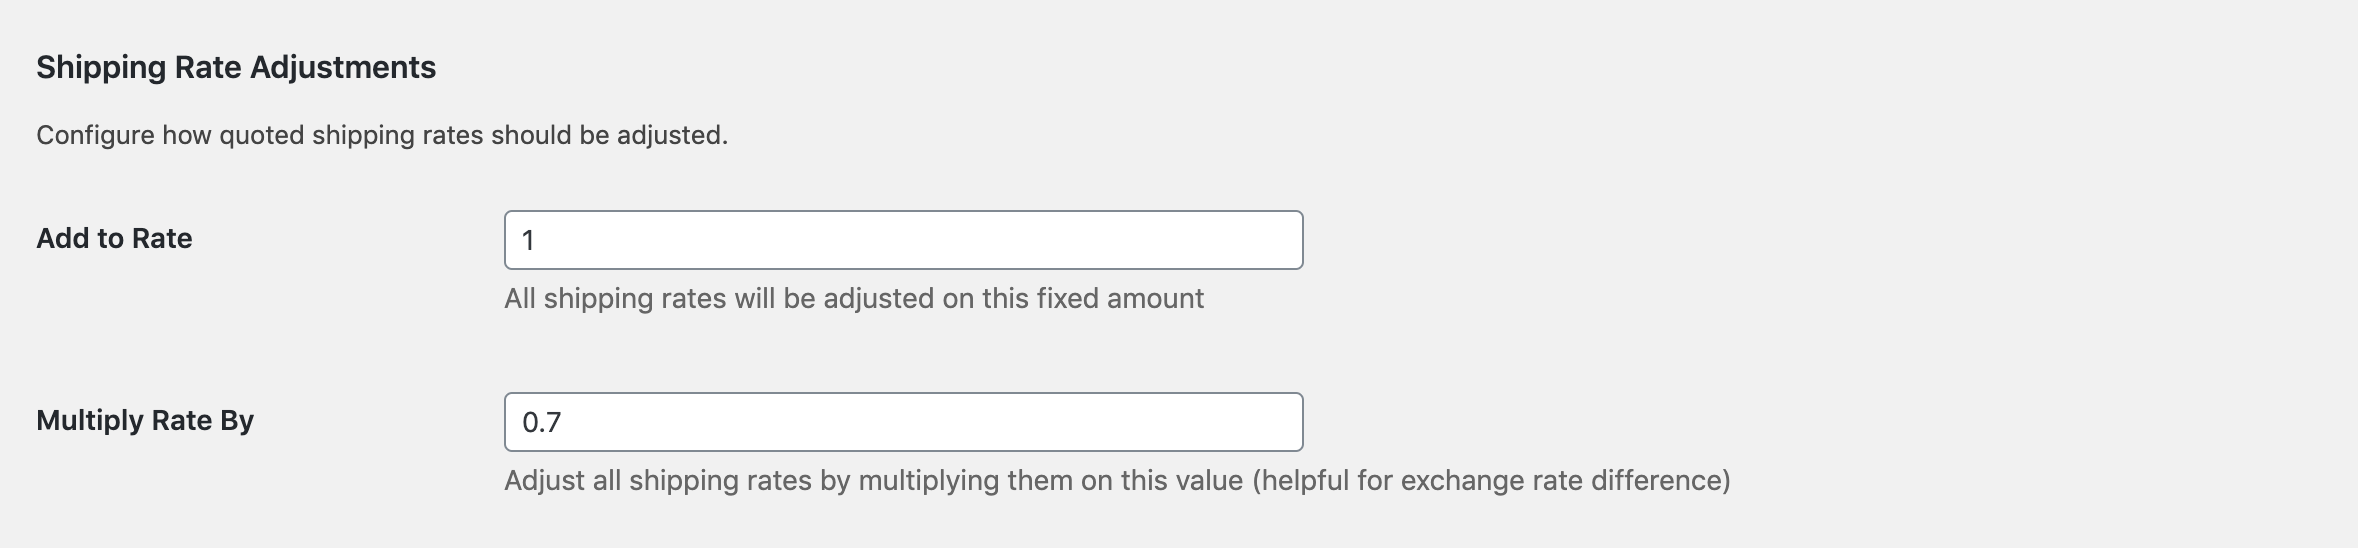 Shipping Rate Adjustments
Configure how quoted shipping rates should be adjusted.
Add to Rate
1
All shipping rates will be adjusted on this fixed amount
Multiply Rate By
0.7
Adjust all shipping rates by multiplying them on this value (helpful for exchange rate difference)